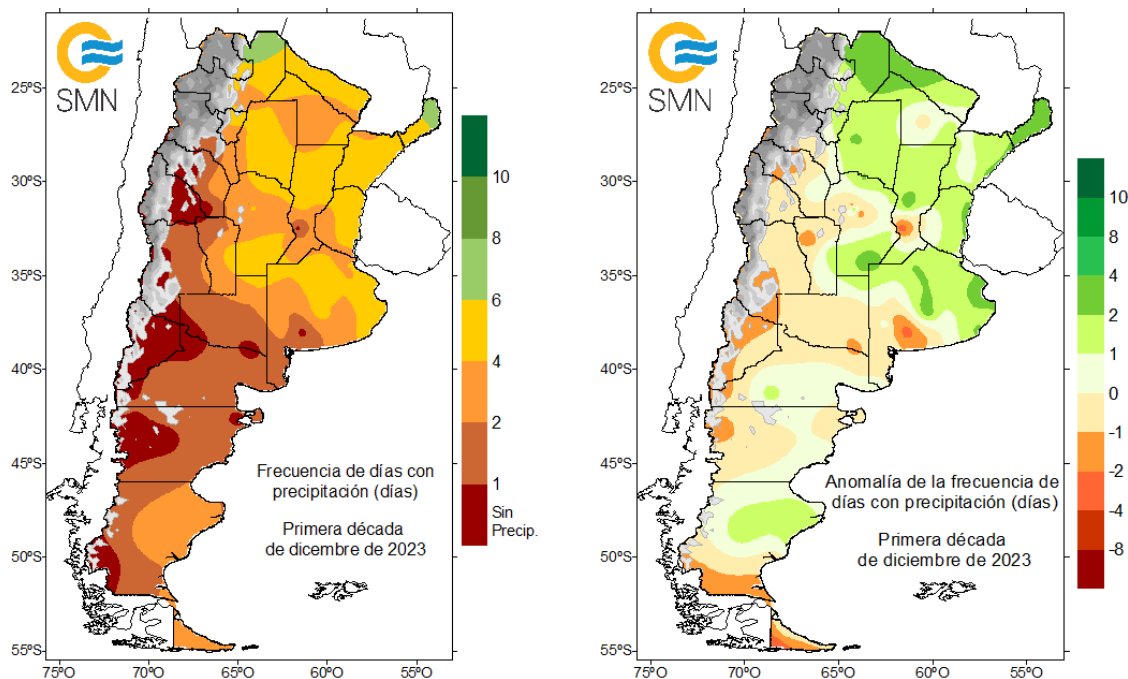 SMN
25ºS
30ºS
35ºS
40ºS
45ºS
50ºS
55ºS
75ºO
70ºO
65ºO
60ºO
55ºO
10
8
6
4
2
1
Sin
Precip.
Frecuencia de días con
precipitación (días)
Primera década
de dicembre de 2023
SMN
25ºS
30ºS
35ºS
40ºS
45ºS
50ºS
55ºS
75ºO
70ºO
65ºO
60ºO
55ºO
10
8
4
2
1
0
-1
-2
-4
-8
Anomalía de la frecuencia de
días con precipitación (días)
Primera década
de diciembre de 2023